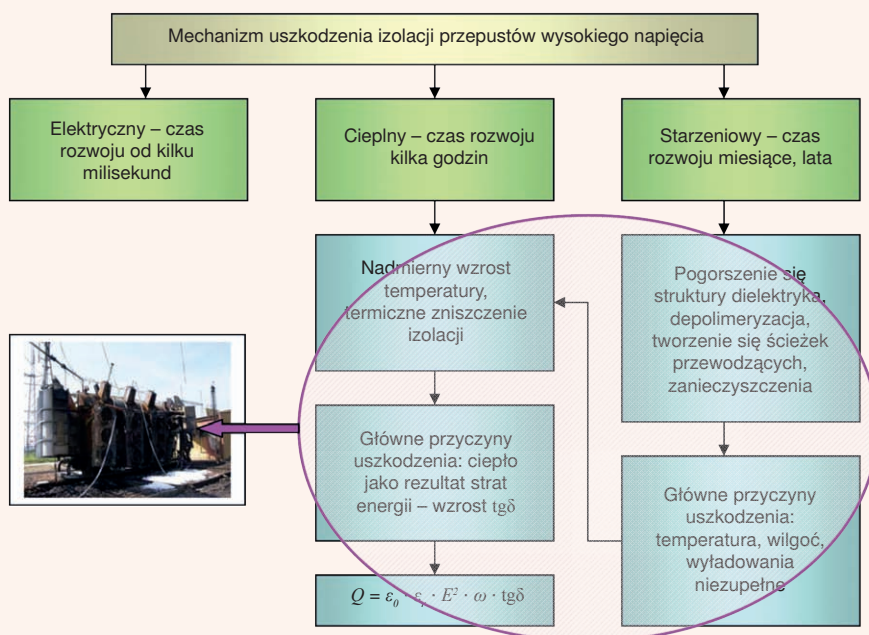 Mechanizm uszkodzenia izolacji przepustów wysokiego napięcia
Elektryczny – czas
rozwoju od kilku
milisekund
Cieplny – czas rozwoju
kilka godzin
Starzeniowy – czas
rozwoju miesiące, lata
Nadmierny wzrost
temperatury,
termiczne zniszczenie
izolacji
Główne przyczyny
uszkodzenia: ciepło
jako rezultat strat
energii – wzrost tgδ
Q = ε₀ · εᵣ · E² · ω · tgδ
Pogorszenie się
struktury dielektryka,
depolimeryzacja,
tworzenie się ścieżek
przewodzących,
zanieczyszczenia
Główne przyczyny
uszkodzenia:
temperatura, wilgoć,
wyładowania
niezupełne